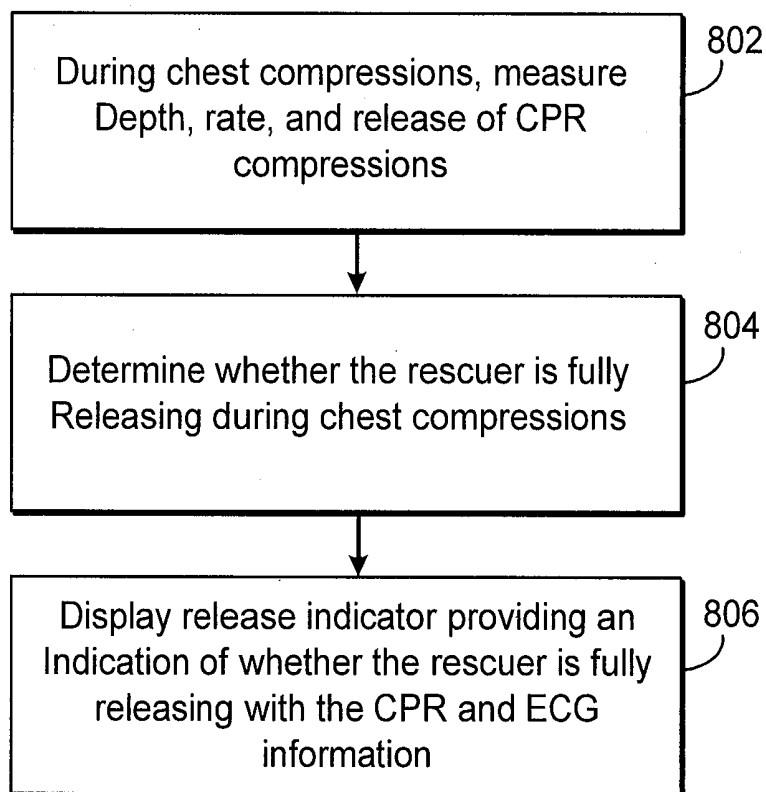 802
During chest compressions, measure
Depth, rate, and release of CPR
compressions
804
Determine whether the rescuer is fully
Releasing during chest compressions
806
Display release indicator providing an
Indication of whether the rescuer is fully
releasing with the CPR and ECG
information